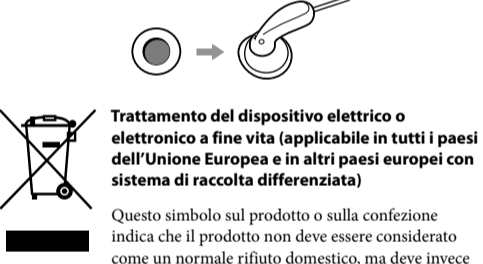 Trattamento del dispositivo elettrico o
elettronico a fine vita (applicabile in tutti i paesi
dell’Unione Europea e in altri paesi europei con
sistema di raccolta differenziata)
Questo simbolo sul prodotto o sulla confezione
indica che il prodotto non deve essere considerato
come un normale rifiuto domestico, ma deve invece